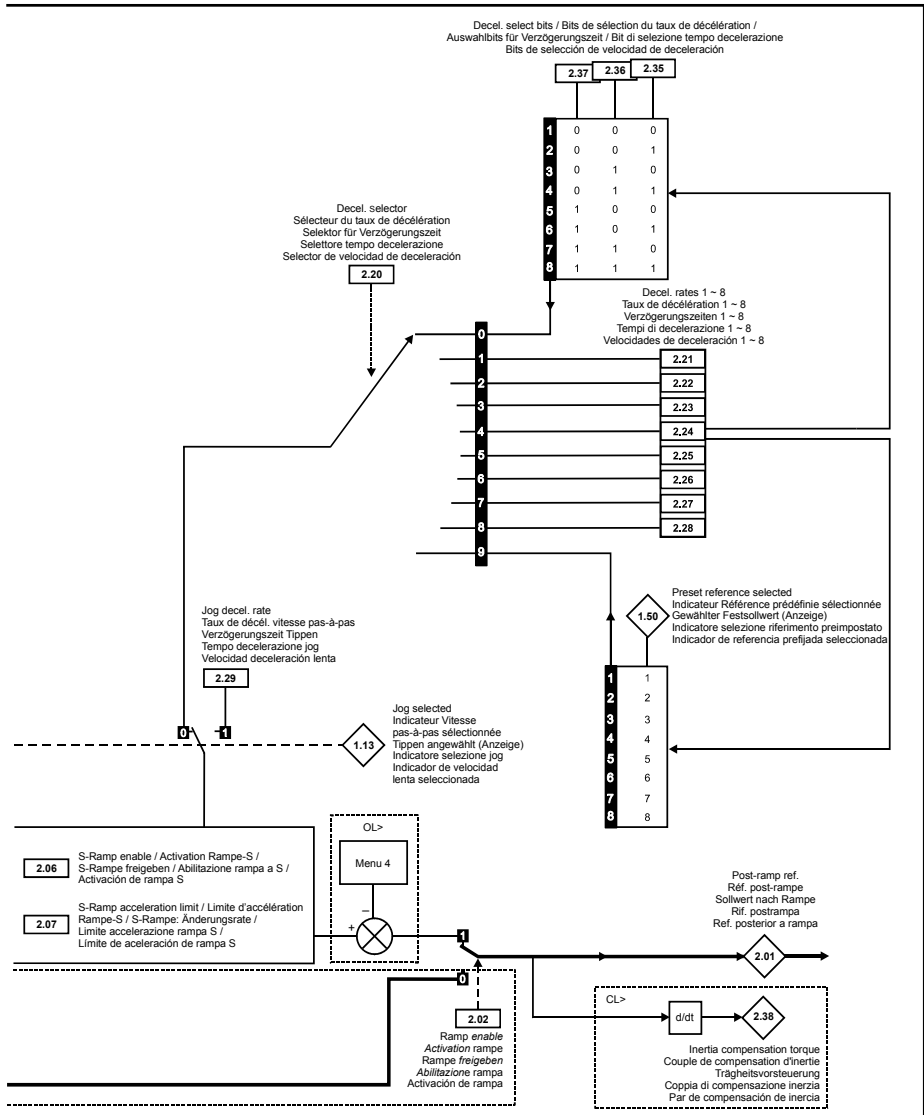 Decel. select bits / Bits de sélection du taux de décélération /
Auswahlbits für Verzögerungszeit / Bit di selezione tempo decelerazione
Bits de selección de velocidad de deceleración
2.37 2.36 2.35
1 0 0 0
2 0 0 1
3 0 1 0
4 0 1 1
5 1 0 0
6 1 0 1
7 1 1 0
8 1 1 1
Decel. selector
Sélecteur du taux de décélération
Selektor für Verzögerungszeit
Selettore tempo decelerazione
Selector de velocidad de deceleración
2.20
Decel. rates 1 ~ 8
Taux de décélération 1 ~ 8
Verzögerungszeiten 1 ~ 8
Tempi di decelerazione 1 ~ 8
Velocidades de deceleración 1 ~ 8
0
1 2.21
2 2.22
3 2.23
4 2.24
5 2.25
6 2.26
7 2.27
8 2.28
9
Preset reference selected
Indicateur Référence prédéfinie sélectionnée
Gewählter Festsollwert (Anzeige)
Indicatore selezione riferimento preimpostato
Indicador de referencia prefijada seleccionada
1.50
1 1
2 2
3 3
4 4
5 5
6 6
7 7
8 8
Jog decel. rate
Taux de décél. vitesse pas-à-pas
Verzögerungszeit Tippen
Tempo decelerazione jog
Velocidad deceleración lenta
2.29
0 1
1.13
Jog selected
Indicateur Vitesse
pas-à-pas sélectionnée
Tippen angewählt (Anzeige)
Indicatore selezione jog
Indicador de velocidad
lenta seleccionada
2.06
S-Ramp enable / Activation Rampe-S /
S-Rampe freigeben / Abilitazione rampa a S /
Activación de rampa S
2.07
S-Ramp acceleration limit / Limite d'accélération
Rampe-S / S-Rampe: Änderungsrate /
Limite accelerazione rampa S /
Límite de aceleración de rampa S
OL>
Menu 4
–
+
1
0
2.02
Ramp enable
Activation rampe
Rampe freigeben
Abilitazione rampa
Activación de rampa
Post-ramp ref.
Réf. post-rampe
Sollwert nach Rampe
Rif. postrampa
Ref. posterior a rampa
2.01
CL>
d/dt 2.38
Inertia compensation torque
Couple de compensation d'inertie
Trägheitsvorsteuerung
Coppia di compensazione inerzia
Par de compensación de inercia